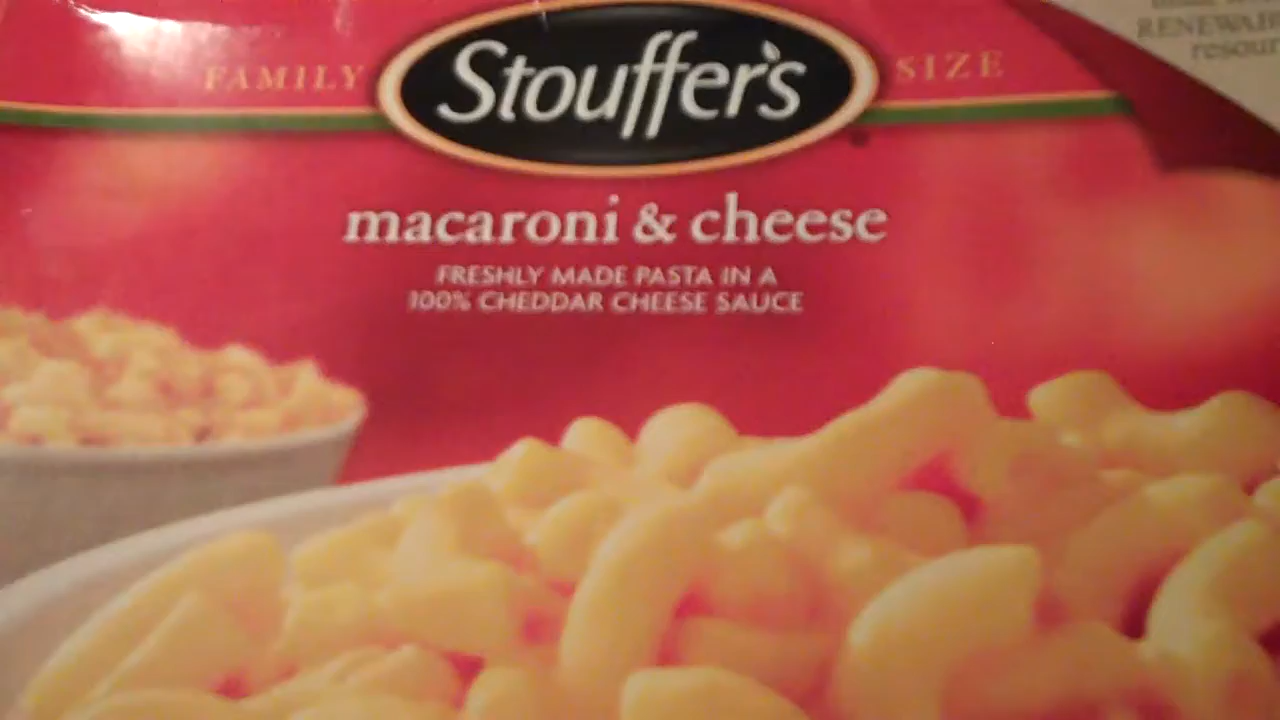 FAMILY Stouffer's SIZE
macaroni & cheese
FRESHLY MADE PASTA IN A
100% CHEDDAR CHEESE SAUCE